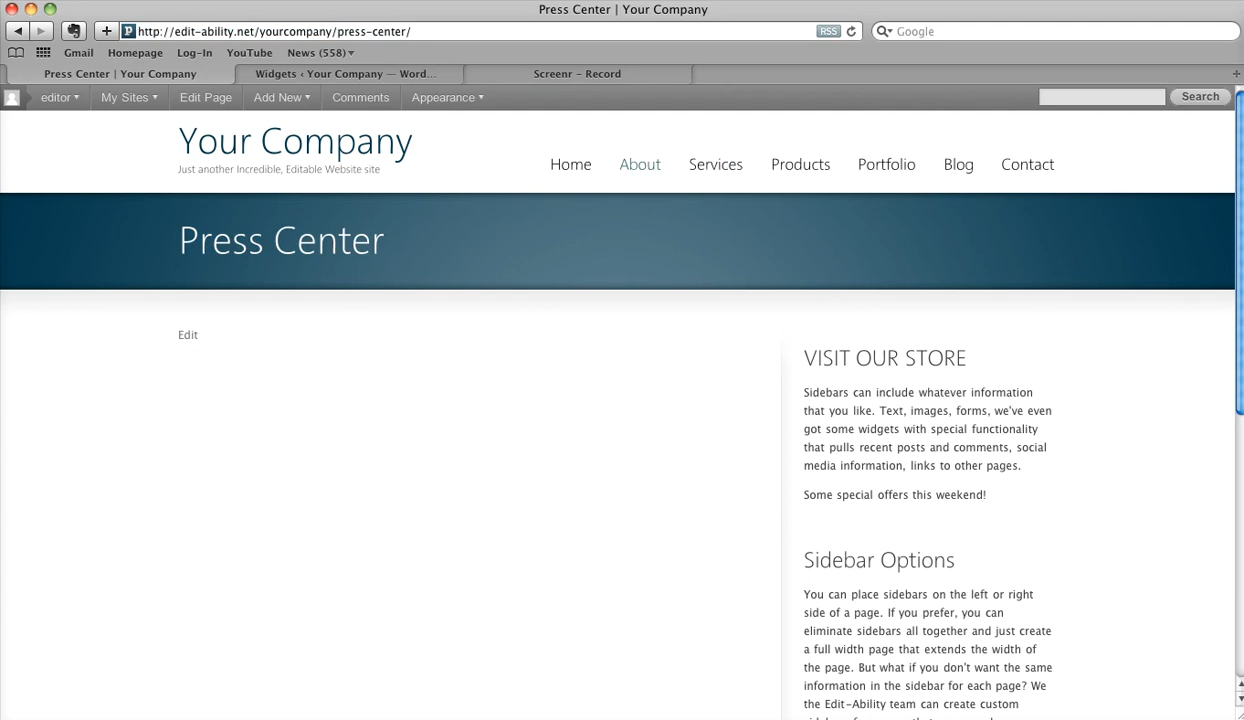 Press Center | Your Company
http://edit-ability.net/yourcompany/press-center/
RSS
Google
Gmail Homepage Log-In YouTube News (558)
Press Center | Your Company
Widgets ‹ Your Company — Word...
Screenr - Record
editor My Sites Edit Page Add New Comments Appearance
Search
Your Company
Just another Incredible, Editable Website site
Home About Services Products Portfolio Blog Contact
Press Center
Edit
VISIT OUR STORE
Sidebars can include whatever information
that you like. Text, images, forms, we've even
got some widgets with special functionality
that pulls recent posts and comments, social
media information, links to other pages.
Some special offers this weekend!
Sidebar Options
You can place sidebars on the left or right
side of a page. If you prefer, you can
eliminate sidebars all together and just create
a full width page that extends the width of
the page. But what if you don't want the same
information in the sidebar for each page? We
the Edit-Ability team can create custom